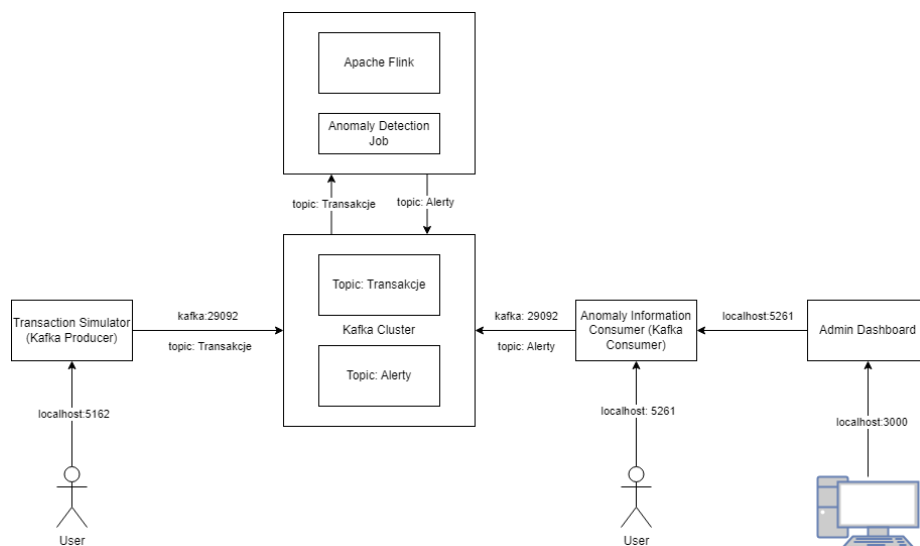 Apache Flink
Anomaly Detection
Job
topic: Transakcje
topic: Alerty
Topic: Transakcje
Kafka Cluster
Topic: Alerty
Transaction Simulator
(Kafka Producer)
kafka:29092
topic: Transakcje
kafka: 29092
topic: Alerty
Anomaly Information
Consumer (Kafka
Consumer)
localhost:5261
Admin Dashboard
localhost:5162
localhost: 5261
localhost:3000
User
User